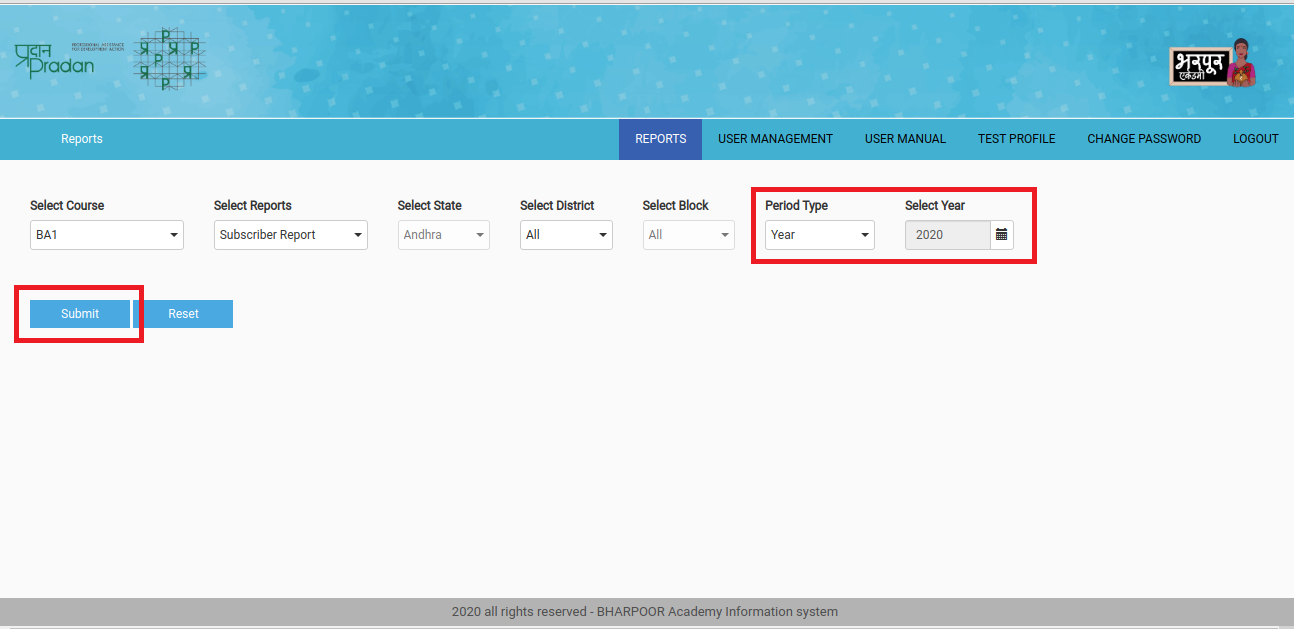 प्रदान
PROFESSIONAL ASSISTANCE
FOR DEVELOPMENT ACTION
Pradan
P
P P P
P
P P
P
भरपूर
एकेडमी
Reports
REPORTS USER MANAGEMENT USER MANUAL TEST PROFILE CHANGE PASSWORD LOGOUT
Select Course Select Reports Select State Select District Select Block Period Type Select Year
BA1 Subscriber Report Andhra All All Year 2020
Submit Reset
2020 all rights reserved - BHARPOOR Academy Information system